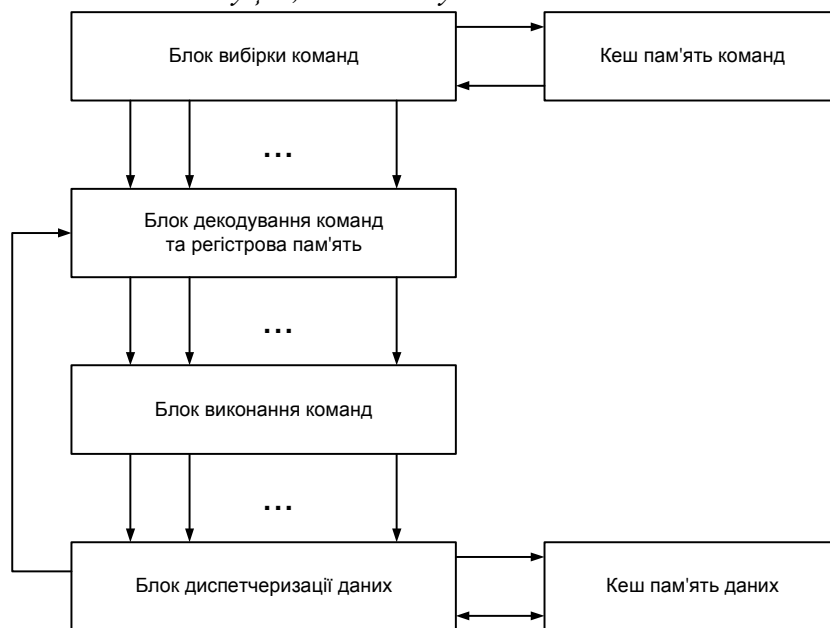 Блок вибірки команд
Кеш пам'ять команд
...
Блок декодування команд
та регістрова пам'ять
...
Блок виконання команд
...
Блок диспетчеризації даних
Кеш пам'ять даних